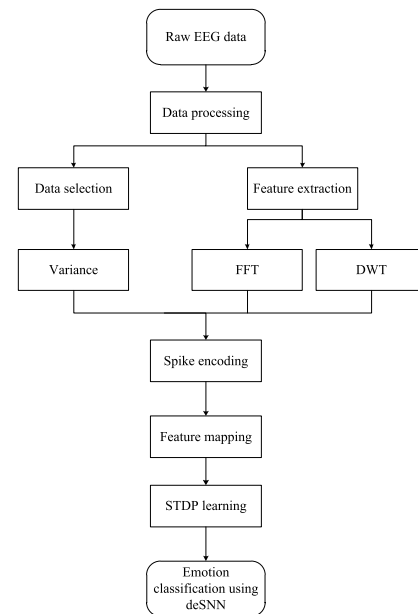 Raw EEG data
Data processing
Data selection
Feature extraction
Variance
FFT
DWT
Spike encoding
Feature mapping
STDP learning
Emotion
classification using
deSNN